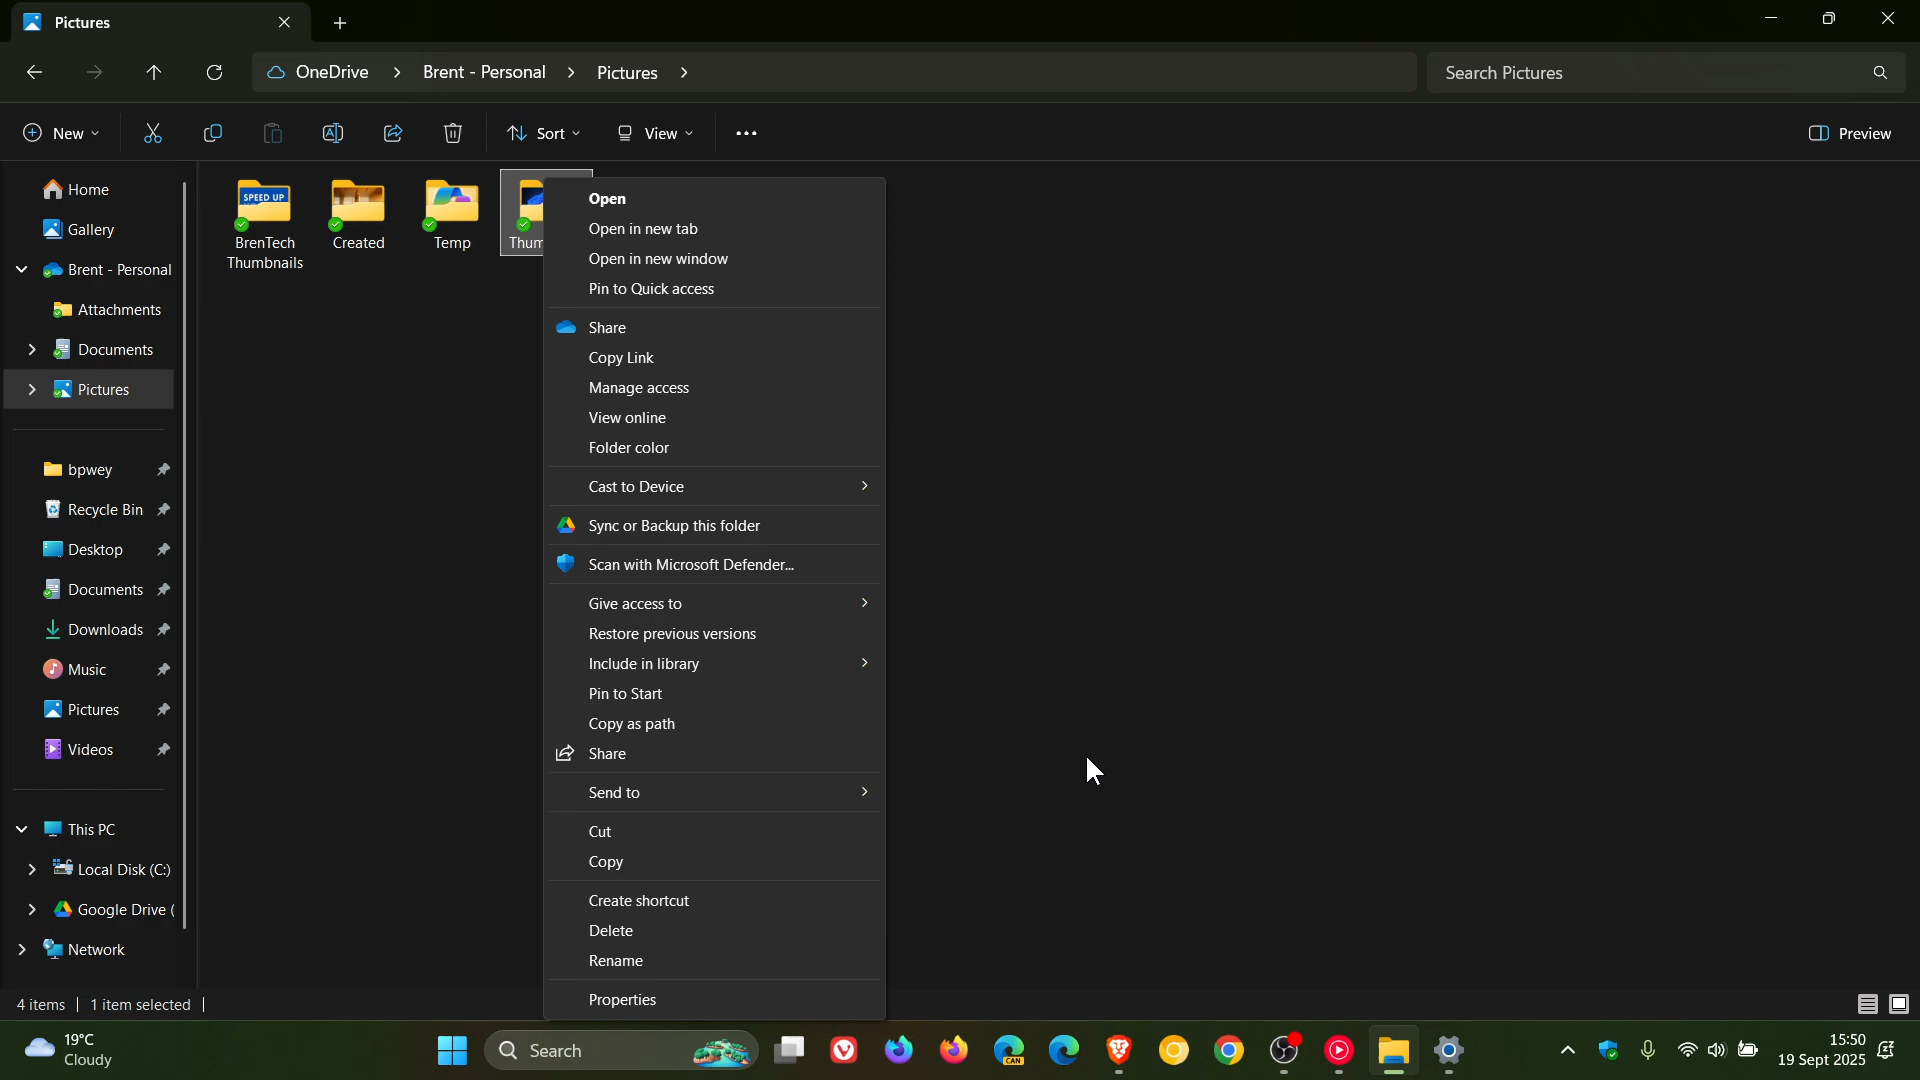 Pictures
OneDrive > Brent - Personal > Pictures >
Search Pictures
New
Sort
View
Preview
Home
Gallery
Brent - Personal
Attachments
Documents
Pictures
bpwey
Recycle Bin
Desktop
Documents
Downloads
Music
Pictures
Videos
This PC
Local Disk (C:)
Google Drive (
Network
SPEED UP
BrenTech
Thumbnails
Created
Temp
Thum
Open
Open in new tab
Open in new window
Pin to Quick access
Share
Copy Link
Manage access
View online
Folder color
Cast to Device
Sync or Backup this folder
Scan with Microsoft Defender...
Give access to
Restore previous versions
Include in library
Pin to Start
Copy as path
Share
Send to
Cut
Copy
Create shortcut
Delete
Rename
Properties
4 items
1 item selected
19°C
Cloudy
Search
CAN
15:50
19 Sept 2025